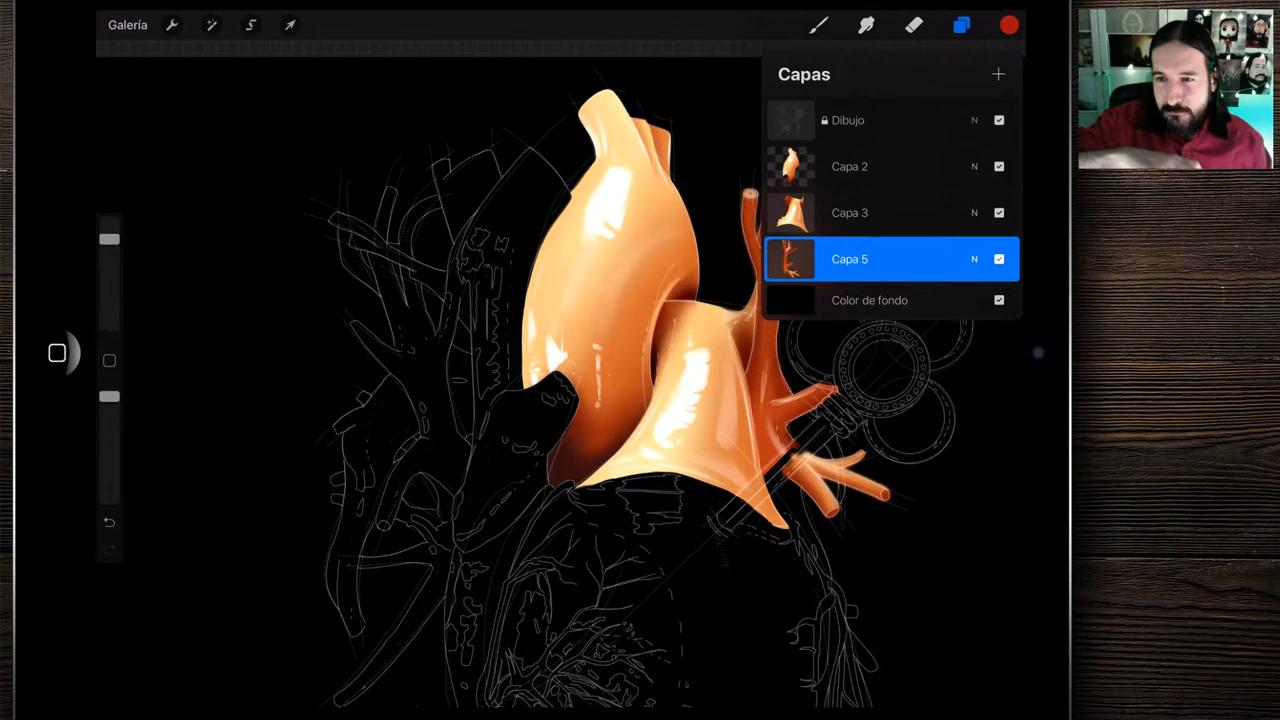 Galería
Capas
Dibujo N
Capa 2 N
Capa 3 N
Capa 5 N
Color de fondo